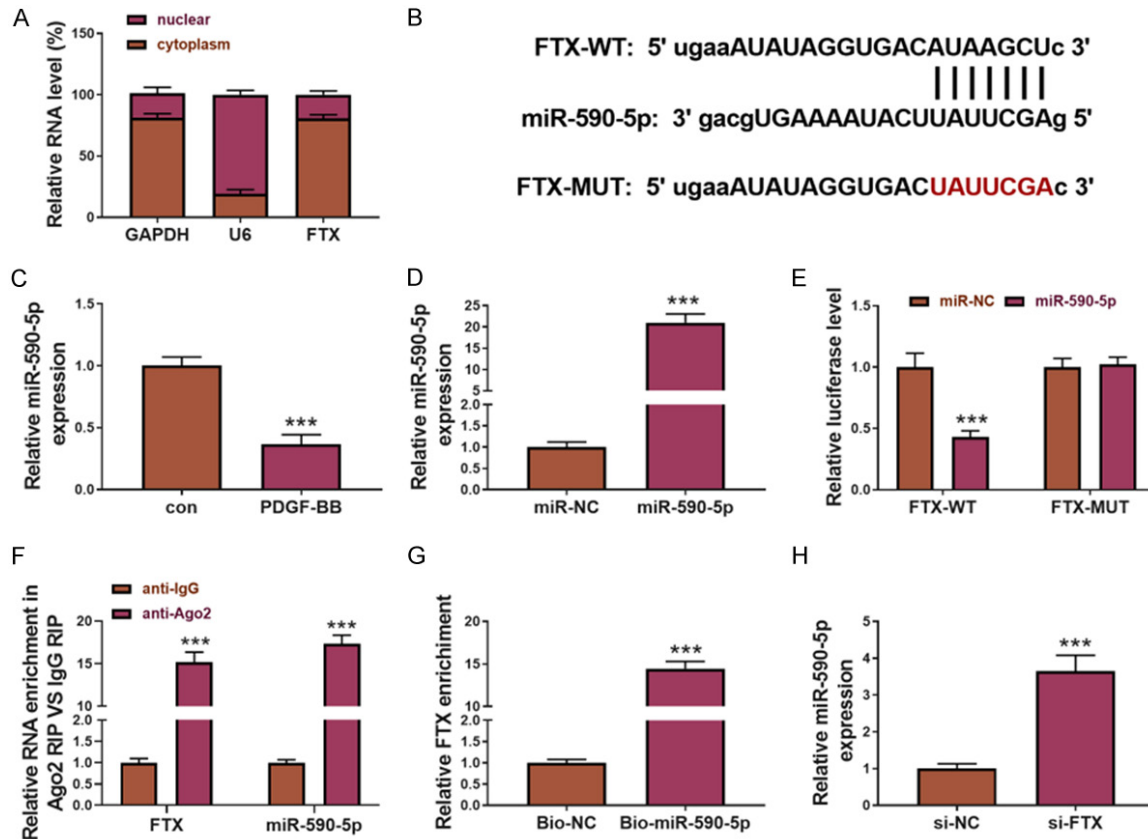 A
nuclear
cytoplasm
Relative RNA level (%)
150
100
50
0
GAPDH U6 FTX
B
FTX-WT: 5' ugaaAUAUAGGUGACAUAAGCUc 3'
miR-590-5p: 3' gacgUGAAAAUACUUAUUCGAg 5'
FTX-MUT: 5' ugaaAUAUAGGUGACUAUUCGAc 3'
C
Relative miR-590-5p
expression
1.5
1.0
0.5
0.0
***
con PDGF-BB
D
Relative miR-590-5p
expression
25
20
15
10
5
2.0
1.5
1.0
0.5
0.0
***
miR-NC miR-590-5p
E
miR-NC miR-590-5p
Relative luciferase level
1.5
1.0
0.5
0.0
***
FTX-WT FTX-MUT
F
anti-IgG
anti-Ago2
Relative RNA enrichment in
Ago2 RIP VS IgG RIP
20
15
10
2.0
1.5
1.0
0.5
0.0
*** ***
FTX miR-590-5p
G
Relative FTX enrichiment
20
15
10
2.0
1.5
1.0
0.5
0.0
***
Bio-NC Bio-miR-590-5p
H
Relative miR-590-5p
expression
6
4
2
0
***
si-NC si-FTX